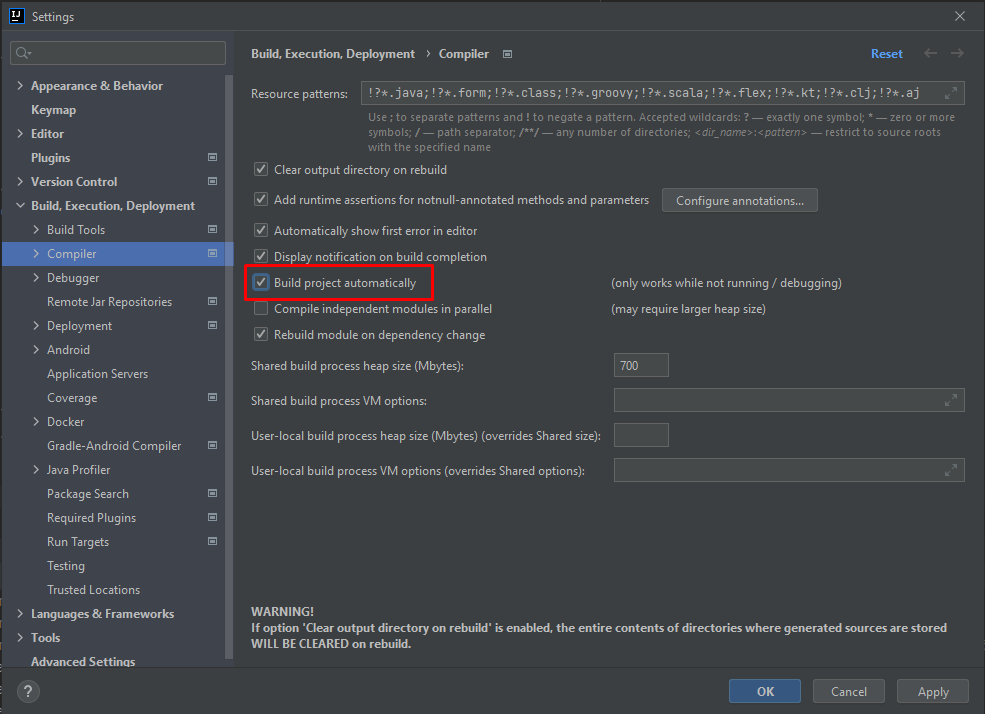 IJ Settings
Appearance & Behavior
Keymap
Editor
Plugins
Version Control
Build, Execution, Deployment
Build Tools
Compiler
Debugger
Remote Jar Repositories
Deployment
Android
Application Servers
Coverage
Docker
Gradle-Android Compiler
Java Profiler
Package Search
Required Plugins
Run Targets
Testing
Trusted Locations
Languages & Frameworks
Tools
Advanced Settings
Build, Execution, Deployment › Compiler
Reset
Resource patterns: !?*.java;!?*.form;!?*.class;!?*.groovy;!?*.scala;!?*.flex;!?*.kt;!?*.clj;!?*.aj
Use ; to separate patterns and ! to negate a pattern. Accepted wildcards: ? — exactly one symbol; * — zero or more
symbols; / — path separator; /**/ — any number of directories; <dir_name>:<pattern> — restrict to source roots
with the specified name
Clear output directory on rebuild
Add runtime assertions for notnull-annotated methods and parameters Configure annotations...
Automatically show first error in editor
Display notification on build completion
Build project automatically (only works while not running / debugging)
Compile independent modules in parallel (may require larger heap size)
Rebuild module on dependency change
Shared build process heap size (Mbytes): 700
Shared build process VM options:
User-local build process heap size (Mbytes) (overrides Shared size):
User-local build process VM options (overrides Shared options):
WARNING!
If option 'Clear output directory on rebuild' is enabled, the entire contents of directories where generated sources are stored
WILL BE CLEARED on rebuild.
? OK Cancel Apply